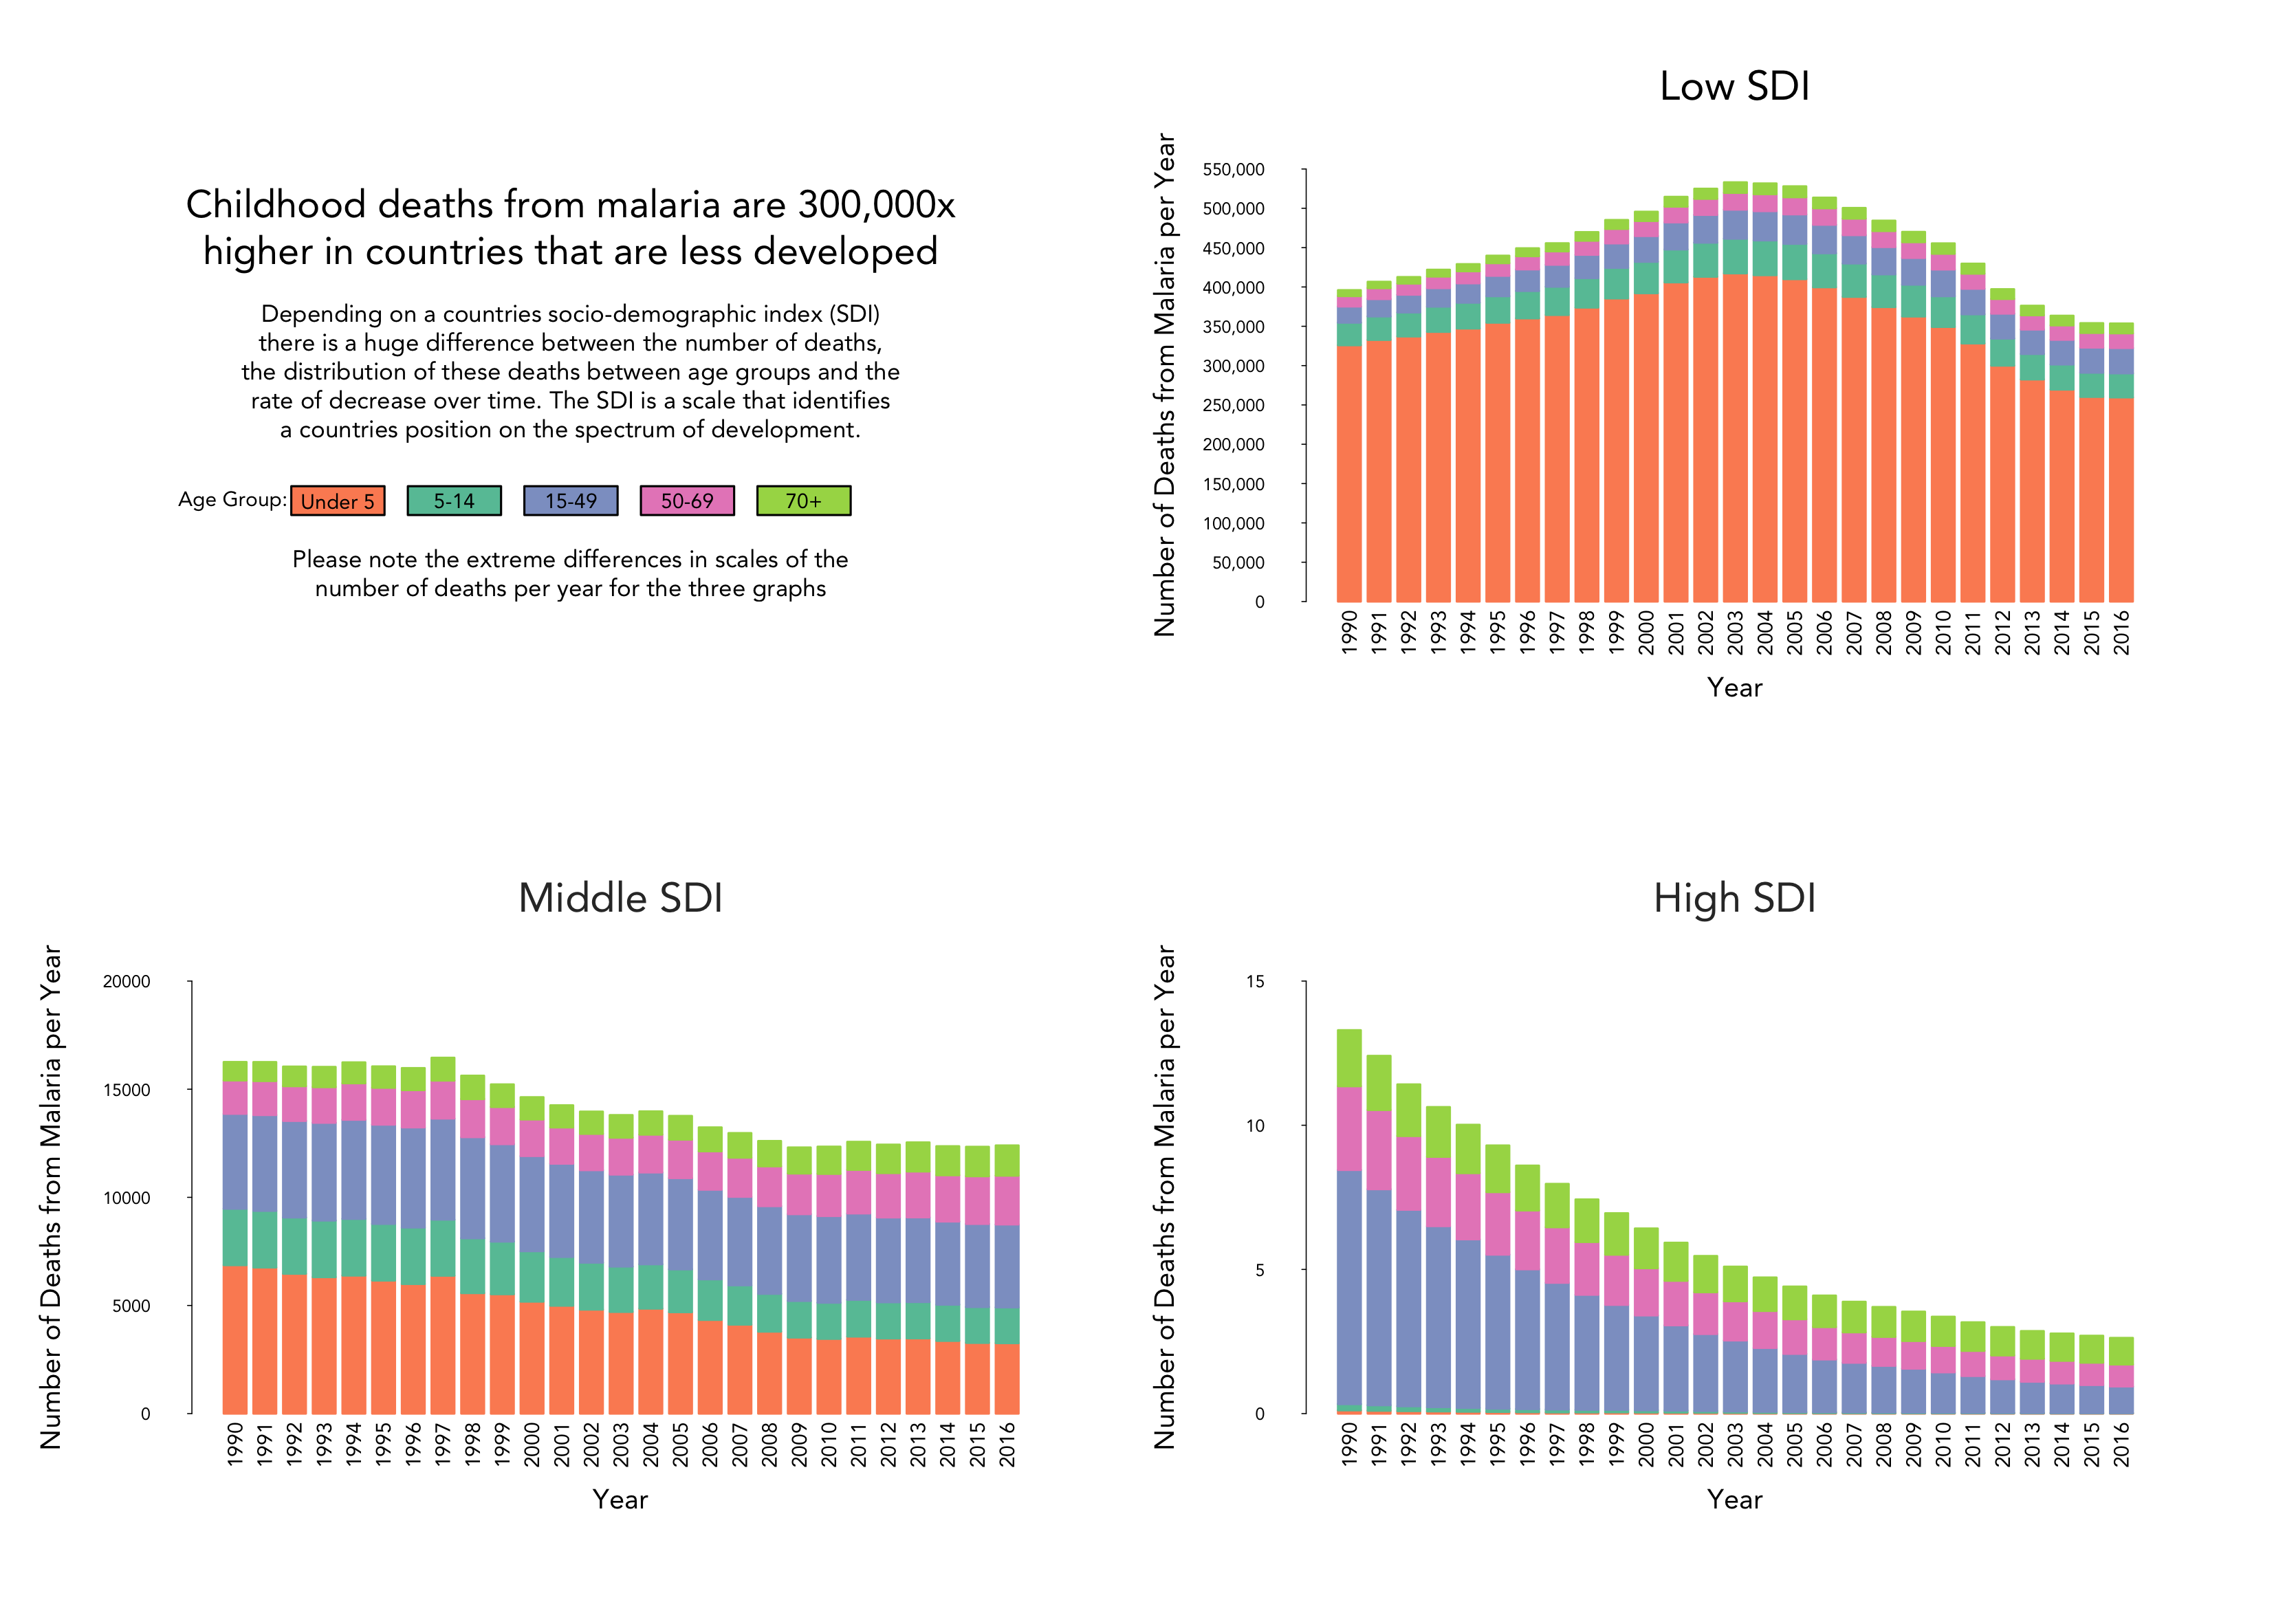 Childhood deaths from malaria are 300,000x
higher in countries that are less developed
Depending on a countries socio-demographic index (SDI)
there is a huge difference between the number of deaths,
the distribution of these deaths between age groups and the
rate of decrease over time. The SDI is a scale that identifies
a countries position on the spectrum of development.
Age Group: Under 5 5-14 15-49 50-69 70+
Please note the extreme differences in scales of the
number of deaths per year for the three graphs
Low SDI
Number of Deaths from Malaria per Year
550,000
500,000
450,000
400,000
350,000
300,000
250,000
200,000
150,000
100,000
50,000
0
1990 1991 1992 1993 1994 1995 1996 1997 1998 1999 2000 2001 2002 2003 2004 2005 2006 2007 2008 2009 2010 2011 2012 2013 2014 2015 2016
Year
Middle SDI
Number of Deaths from Malaria per Year
20000
15000
10000
5000
0
1990 1991 1992 1993 1994 1995 1996 1997 1998 1999 2000 2001 2002 2003 2004 2005 2006 2007 2008 2009 2010 2011 2012 2013 2014 2015 2016
Year
High SDI
Number of Deaths from Malaria per Year
15
10
5
0
1990 1991 1992 1993 1994 1995 1996 1997 1998 1999 2000 2001 2002 2003 2004 2005 2006 2007 2008 2009 2010 2011 2012 2013 2014 2015 2016
Year